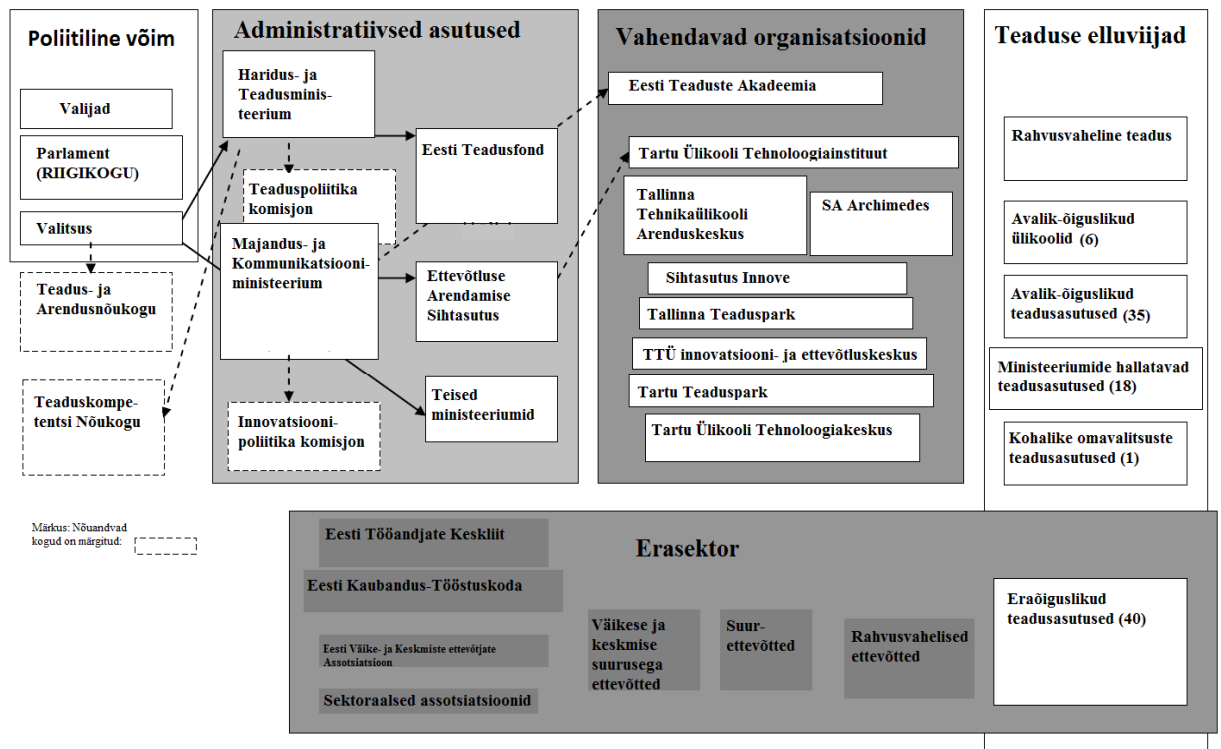 Poliitiline võim
Valijad
Parlament
(RIIGIKOGU)
Valitsus
Teadus- ja
Arendusnõukogu
Teaduskompe-
tentsi Nõukogu
Märkus: Nõuandvad
kogud on märgitud:
Administratiivsed asutused
Haridus- ja
Teadusminis-
teerium
Eesti Teadusfond
Teaduspoliitika
komisjon
Majandus- ja
Kommunikatsiooni-
ministeerium
Ettevõtluse
Arendamise
Sihtasutus
Teised
ministeeriumid
Innovatsiooni-
poliitika komisjon
Vahendavad organisatsioonid
Eesti Teaduste Akadeemia
Tartu Ülikooli Tehnoloogiainstituut
Tallinna
Tehnikaülikooli
Arenduskeskus
SA Archimedes
Sihtasutus Innove
Tallinna Teaduspark
TTÜ innovatsiooni- ja ettevõtluskeskus
Tartu Teaduspark
Tartu Ülikooli Tehnoloogiakeskus
Teaduse elluviijad
Rahvusvaheline teadus
Avalik-õiguslikud
ülikoolid (6)
Avalik-õiguslikud
teadusasutused (35)
Ministeeriumide hallatavad
teadusasutused (18)
Kohalike omavalitsuste
teadusasutused (1)
Erasektor
Eesti Tööandjate Keskliit
Eesti Kaubandus-Tööstuskoda
Eesti Väike- ja Keskmiste ettevõtjate
Assotsiatsioon
Sektoraalsed assotsiatsioonid
Väikese ja
keskmise
suurusega
ettevõtted
Suur-
ettevõtted
Rahvusvahelised
ettevõtted
Eraõiguslikud
teadusasutused (40)